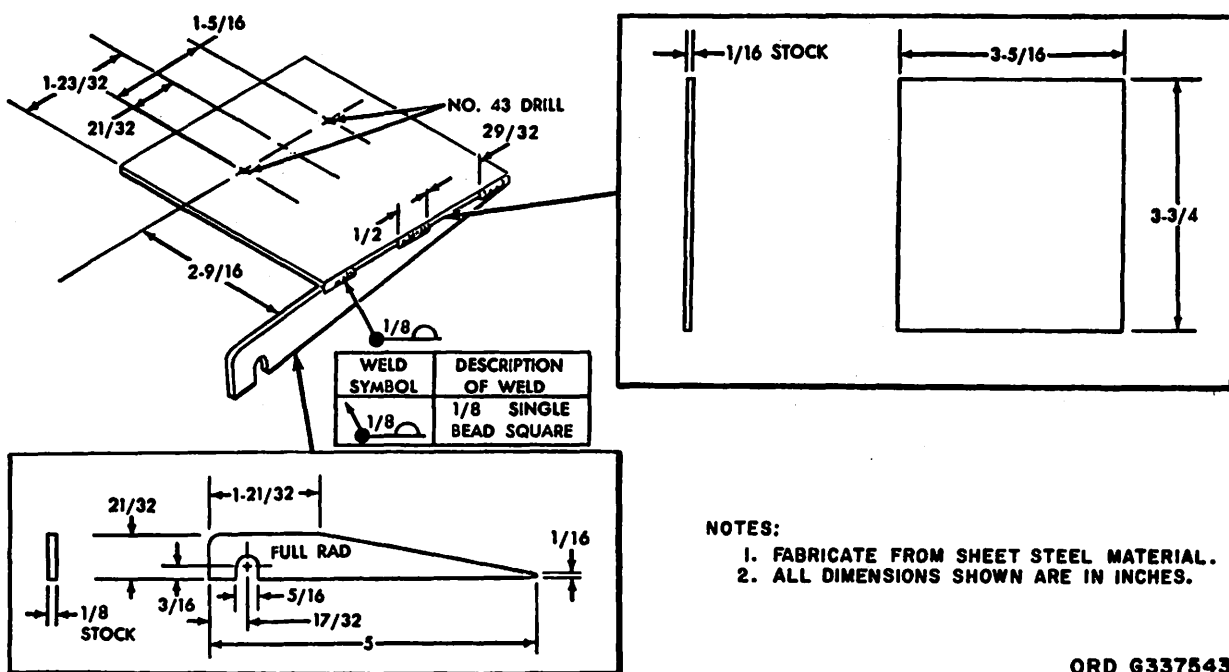 1-5/16
1-23/32
21/32
NO. 43 DRILL
29/32
1/2
2-9/16
1/8
WELD SYMBOL
DESCRIPTION OF WELD
1/8
1/8 SINGLE
BEAD SQUARE
1/16 STOCK
3-5/16
3-3/4
21/32
1-21/32
FULL RAD
1/16
3/16
5/16
17/32
1/8
STOCK
5
NOTES:
1. FABRICATE FROM SHEET STEEL MATERIAL.
2. ALL DIMENSIONS SHOWN ARE IN INCHES.
ORD G337543